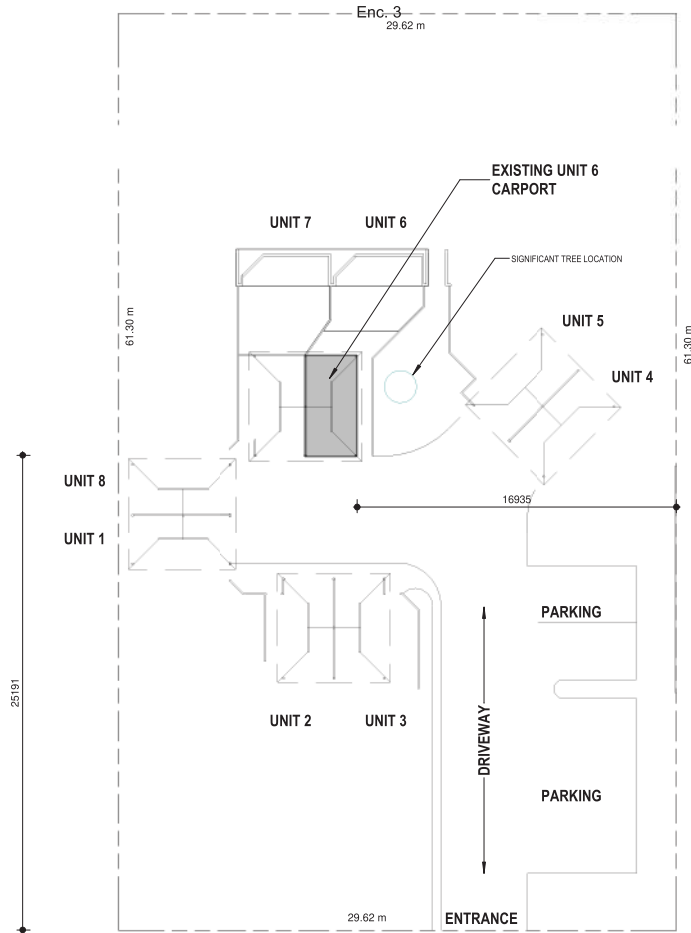 Enc. 3
29.62 m
EXISTING UNIT 6
CARPORT
UNIT 7
UNIT 6
SIGNIFICANT TREE LOCATION
61.30 m
UNIT 5
61.30 m
UNIT 4
UNIT 8
16935
UNIT 1
PARKING
25191
UNIT 2
UNIT 3
DRIVEWAY
PARKING
29.62 m
ENTRANCE